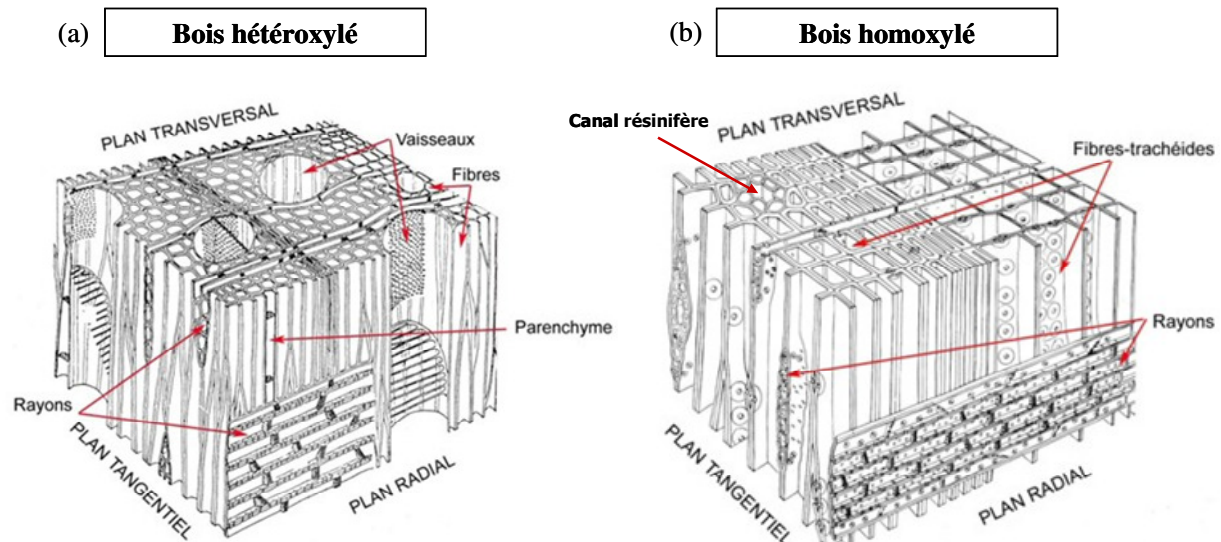 (a) Bois hétéroxylé
PLAN TRANSVERSAL
Vaisseaux
Fibres
Parenchyme
Rayons
PLAN TANGENTIEL
PLAN RADIAL
(b) Bois homoxylé
Canal résinifère
PLAN TRANSVERSAL
Fibres-trachéides
Rayons
PLAN TANGENTIEL
PLAN RADIAL